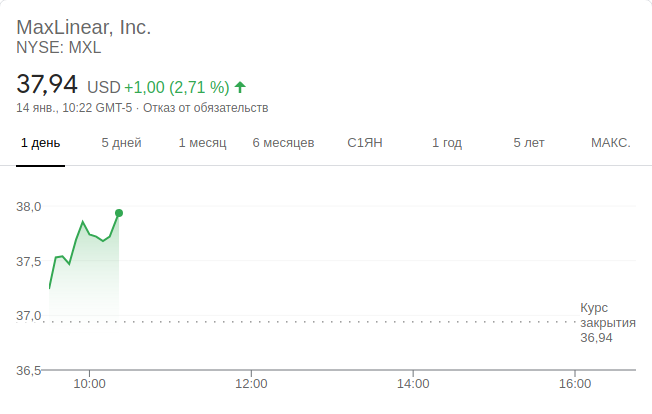 MaxLinear, Inc.
NYSE: MXL
37,94 USD +1,00 (2,71 %)
14 янв., 10:22 GMT-5 · Отказ от обязательств
1 день 5 дней 1 месяц 6 месяцев С1ЯН 1 год 5 лет МАКС.
38,0
37,5
37,0
Курс
закрытия
36,94
36,5
10:00 12:00 14:00 16:00